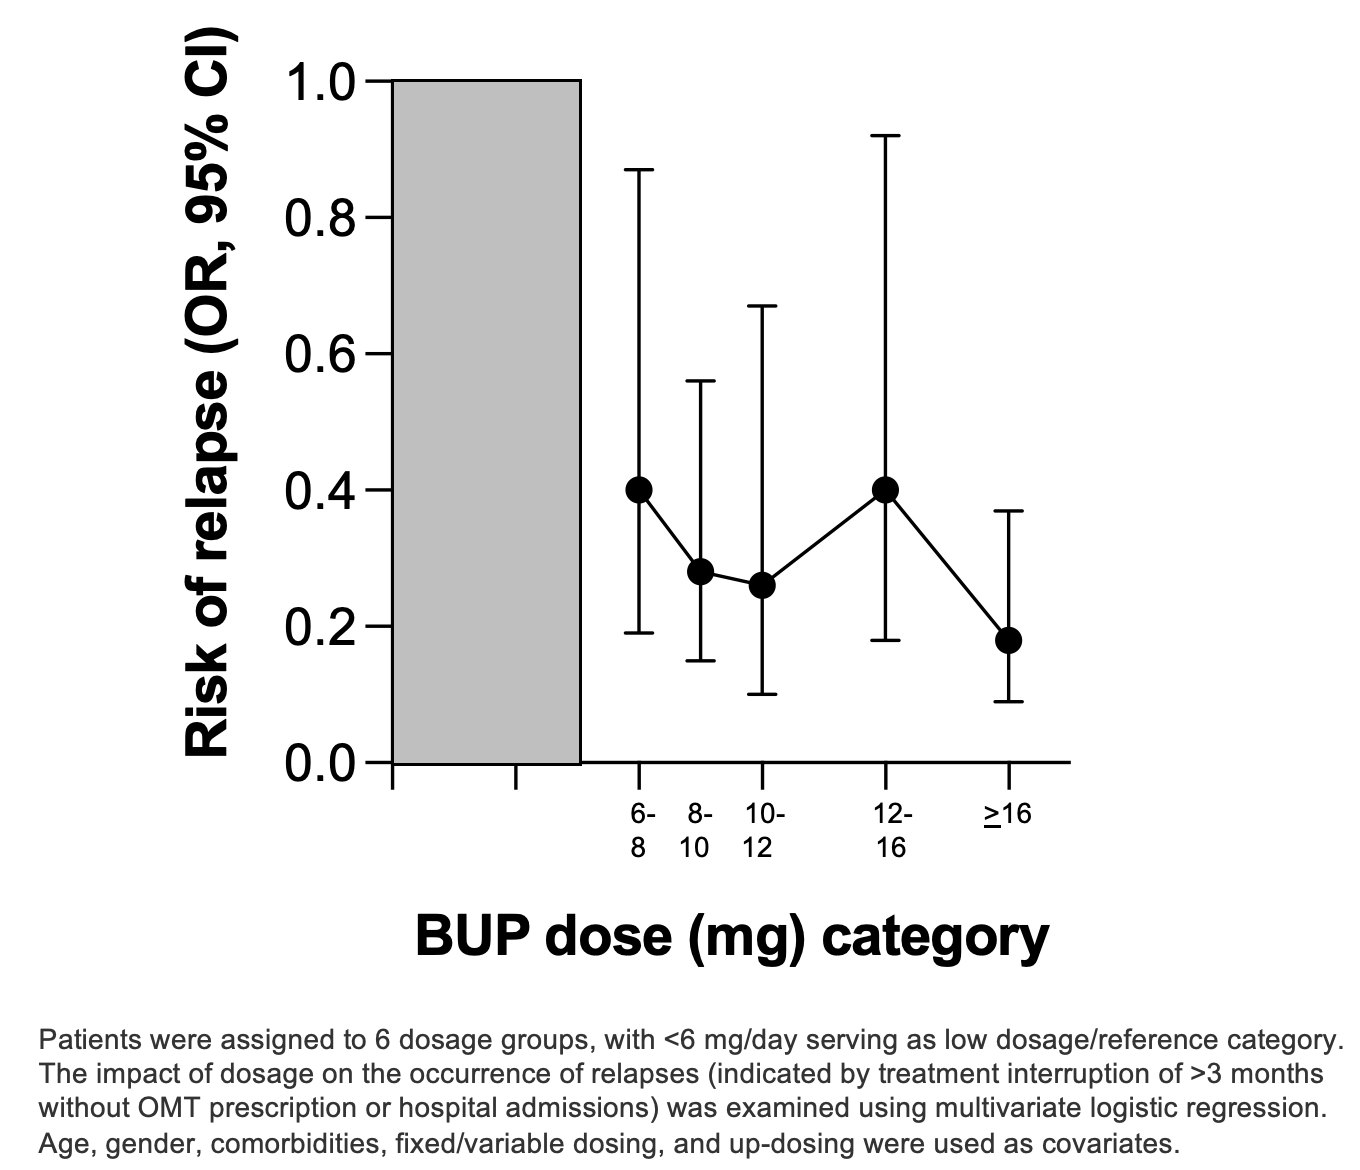 Risk of relapse (OR, 95% CI)
1.0
0.8
0.6
0.4
0.2
0.0
6-
8
8-
10
10-
12
12-
16
≥16
BUP dose (mg) category
Patients were assigned to 6 dosage groups, with <6 mg/day serving as low dosage/reference category.
The impact of dosage on the occurrence of relapses (indicated by treatment interruption of >3 months
without OMT prescription or hospital admissions) was examined using multivariate logistic regression.
Age, gender, comorbidities, fixed/variable dosing, and up-dosing were used as covariates.